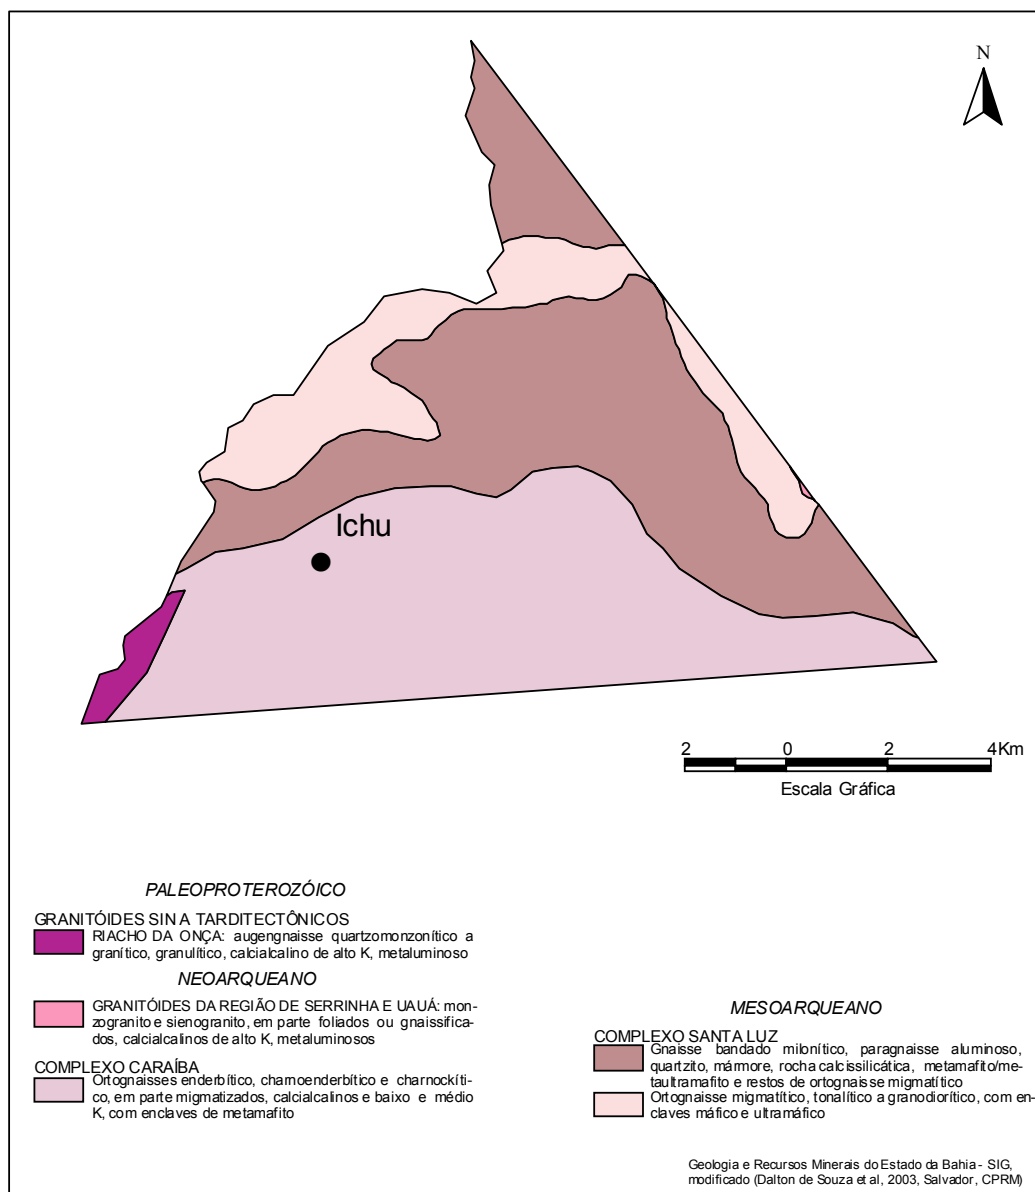 N
Ichu
2 0 2 4Km
Escala Gráfica
PALEOPROTEROZÓICO
GRANITÓIDES SIN A TARDITECTÔNICOS
RIACHO DA ONÇA: augengnaisse quartzomonzonítico a
granítico, granulítico, calcialcalino de alto K, metaluminoso
NEOARQUEANO
GRANITÓIDES DA REGIÃO DE SERRINHA E UAUÁ: mon-
zogranito e sienogranito, em parte foliados ou gnaissifica-
dos, calcialcalinos de alto K, metaluminosos
COMPLEXO CARAÍBA
Ortognaisses enderbítico, charnoenderbítico e charnockíti-
co, em parte migmatizados, calcialcalinos e baixo e médio
K, com enclaves de metamafito
MESOARQUEANO
COMPLEXO SANTA LUZ
Gnaisse bandado milonítico, paragnaisse aluminoso,
quartzito, mármore, rocha calcissilicática, metamafito/me-
taultramafito e restos de ortognaisse migmatítico
Ortognaisse migmatítico, tonalítico a granodiorítico, com en-
claves máfico e ultramáfico
Geologia e Recursos Minerais do Estado da Bahia - SIG,
modificado (Dalton de Souza et al, 2003, Salvador, CPRM)